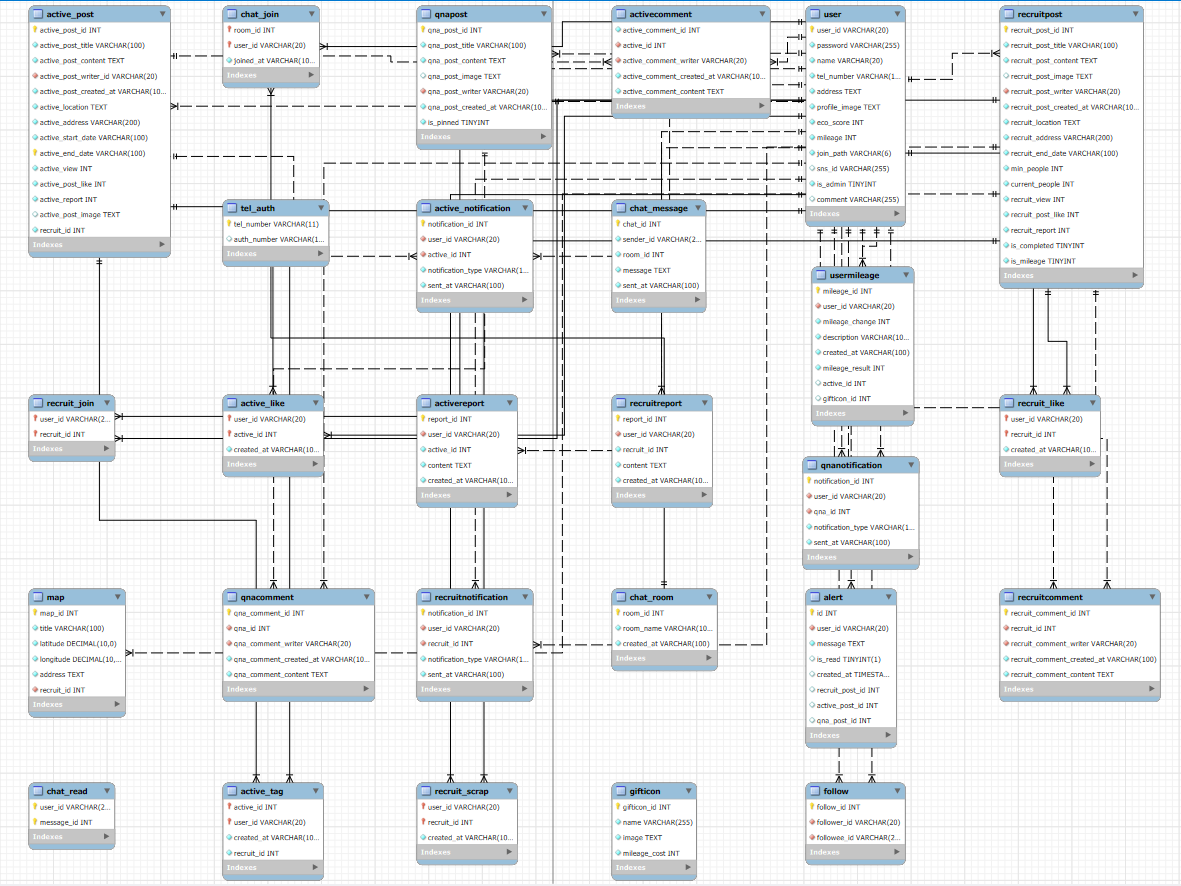 active_post
active_post_id INT
active_post_title VARCHAR(100)
active_post_content TEXT
active_post_writer_id VARCHAR(20)
active_post_created_at VARCHAR(10...
active_location TEXT
active_address VARCHAR(200)
active_start_date VARCHAR(100)
active_end_date VARCHAR(100)
active_view INT
active_post_like INT
active_report INT
active_post_image TEXT
recruit_id INT
Indexes
chat_join
room_id INT
user_id VARCHAR(20)
joined_at VARCHAR(10...
Indexes
qnapost
qna_post_id INT
qna_post_title VARCHAR(100)
qna_post_content TEXT
qna_post_image TEXT
qna_post_writer VARCHAR(20)
qna_post_created_at VARCHAR(10...
is_pinned TINYINT
Indexes
activecomment
active_comment_id INT
active_id INT
active_comment_writer VARCHAR(20)
active_comment_created_at VARCHAR(10...
active_comment_content TEXT
Indexes
user
user_id VARCHAR(20)
password VARCHAR(255)
name VARCHAR(20)
tel_number VARCHAR(1...
address TEXT
profile_image TEXT
eco_score INT
mileage INT
join_path VARCHAR(6)
sns_id VARCHAR(255)
is_admin TINYINT
comment VARCHAR(255)
Indexes
recruitpost
recruit_post_id INT
recruit_post_title VARCHAR(100)
recruit_post_content TEXT
recruit_post_image TEXT
recruit_post_writer VARCHAR(20)
recruit_post_created_at VARCHAR(10...
recruit_location TEXT
recruit_address VARCHAR(200)
recruit_end_date VARCHAR(100)
min_people INT
current_people INT
recruit_view INT
recruit_post_like INT
recruit_report INT
is_completed TINYINT
is_mileage TINYINT
Indexes
tel_auth
tel_number VARCHAR(11)
auth_number VARCHAR(1...
Indexes
active_notification
notification_id INT
user_id VARCHAR(20)
active_id INT
notification_type VARCHAR(1...
sent_at VARCHAR(100)
Indexes
chat_message
chat_id INT
sender_id VARCHAR(2...
room_id INT
message TEXT
sent_at VARCHAR(100)
Indexes
usermileage
mileage_id INT
user_id VARCHAR(20)
mileage_change INT
description VARCHAR(10...
created_at VARCHAR(100)
mileage_result INT
active_id INT
gifticon_id INT
Indexes
recruit_join
user_id VARCHAR(2...
recruit_id INT
Indexes
active_like
user_id VARCHAR(20)
active_id INT
created_at VARCHAR(10...
Indexes
activereport
report_id INT
user_id VARCHAR(20)
active_id INT
content TEXT
created_at VARCHAR(10...
Indexes
recruitreport
report_id INT
user_id VARCHAR(20)
recruit_id INT
content TEXT
created_at VARCHAR(10...
Indexes
recruit_like
user_id VARCHAR(20)
recruit_id INT
created_at VARCHAR(10...
Indexes
qnanotification
notification_id INT
user_id VARCHAR(20)
qna_id INT
notification_type VARCHAR(1...
sent_at VARCHAR(100)
Indexes
map
map_id INT
title VARCHAR(100)
latitude DECIMAL(10,0)
longitude DECIMAL(10,...
address TEXT
recruit_id INT
Indexes
qnacomment
qna_comment_id INT
qna_id INT
qna_comment_writer VARCHAR(20)
qna_comment_created_at VARCHAR(10...
qna_comment_content TEXT
Indexes
recruitnotification
notification_id INT
user_id VARCHAR(20)
recruit_id INT
notification_type VARCHAR(1...
sent_at VARCHAR(100)
Indexes
chat_room
room_id INT
room_name VARCHAR(10...
created_at VARCHAR(100)
Indexes
alert
id INT
user_id VARCHAR(20)
message TEXT
is_read TINYINT(1)
created_at TIMESTA...
recruit_post_id INT
active_post_id INT
qna_post_id INT
Indexes
recruitcomment
recruit_comment_id INT
recruit_id INT
recruit_comment_writer VARCHAR(20)
recruit_comment_created_at VARCHAR(100)
recruit_comment_content TEXT
Indexes
chat_read
user_id VARCHAR(2...
message_id INT
Indexes
active_tag
active_id INT
user_id VARCHAR(20)
created_at VARCHAR(10...
recruit_id INT
Indexes
recruit_scrap
user_id VARCHAR(20)
recruit_id INT
created_at VARCHAR(10...
Indexes
gifticon
gifticon_id INT
name VARCHAR(255)
image TEXT
mileage_cost INT
Indexes
follow
follow_id INT
follower_id VARCHAR(20)
followee_id VARCHAR(2...
Indexes